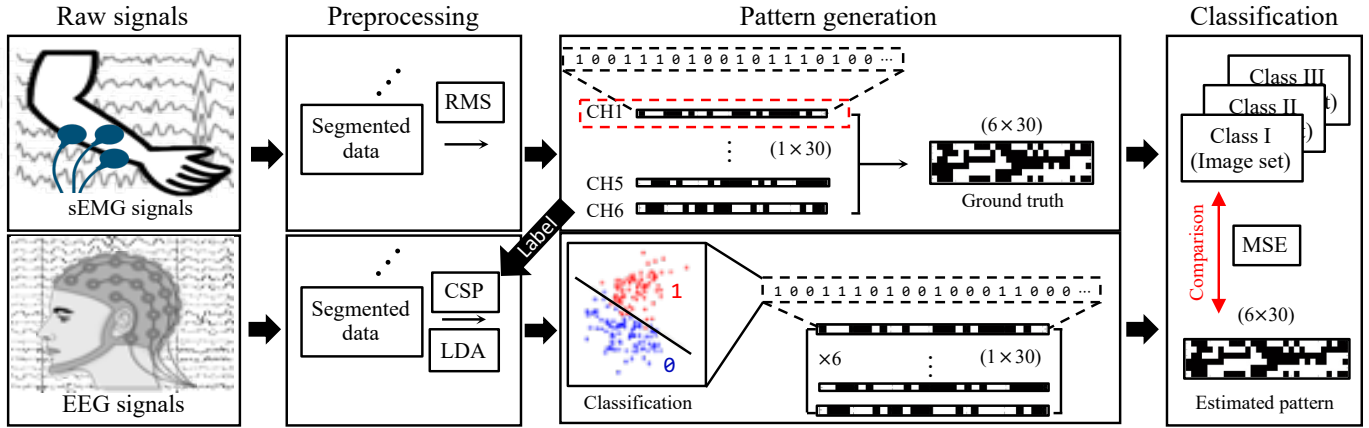 Raw signals
Preprocessing
Pattern generation
Classification
sEMG signals
Segmented
data
RMS
1 0 0 1 1 1 0 1 0 0 1 0 1 1 1 0 1 0 0 ...
CH1
(1×30)
CH5
CH6
(6×30)
Ground truth
Class III
Class II
Class I
(Image set)
Label
EEG signals
Segmented
data
CSP
LDA
1
0
Classification
1 0 0 1 1 1 0 1 0 0 1 0 0 0 1 1 0 0 0 ...
×6
(1×30)
Comparison
MSE
(6×30)
Estimated pattern